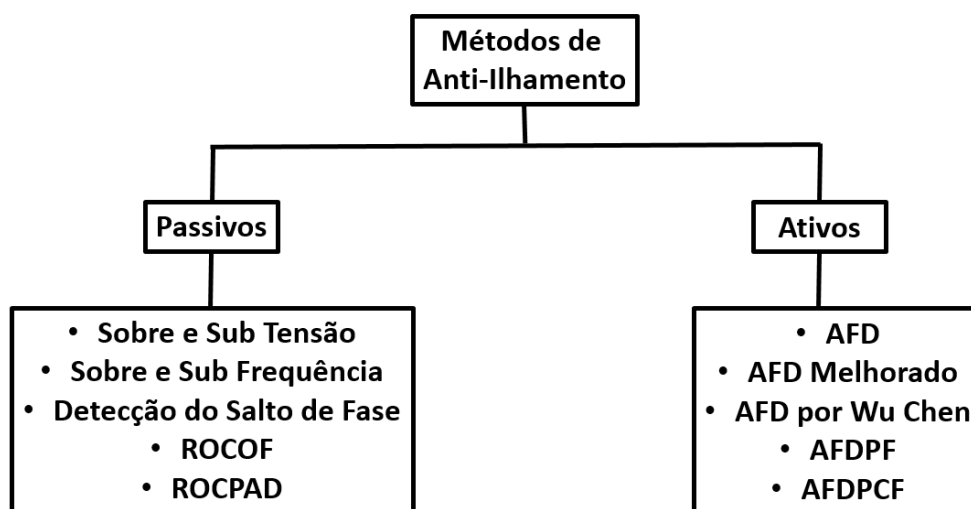 Métodos de
Anti-Ilhamento
Passivos
Ativos
• Sobre e Sub Tensão
• Sobre e Sub Frequência
• Detecção do Salto de Fase
• ROCOF
• ROCPAD
• AFD
• AFD Melhorado
• AFD por Wu Chen
• AFDPF
• AFDPCF